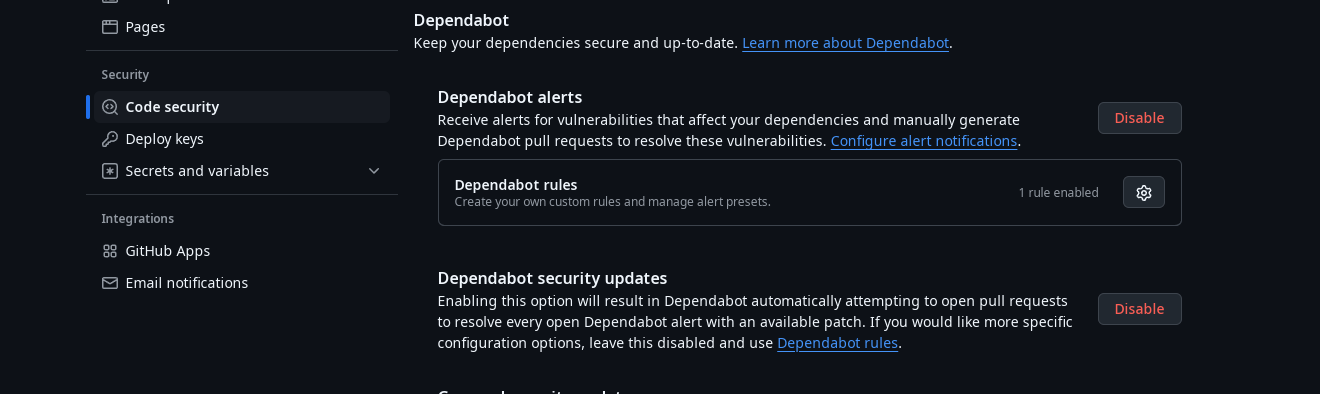 Pages
Security
Code security
Deploy keys
Secrets and variables
Integrations
GitHub Apps
Email notifications
Dependabot
Keep your dependencies secure and up-to-date. Learn more about Dependabot.
Dependabot alerts
Receive alerts for vulnerabilities that affect your dependencies and manually generate
Dependabot pull requests to resolve these vulnerabilities. Configure alert notifications.
Disable
Dependabot rules
Create your own custom rules and manage alert presets.
1 rule enabled
Dependabot security updates
Enabling this option will result in Dependabot automatically attempting to open pull requests
to resolve every open Dependabot alert with an available patch. If you would like more specific
configuration options, leave this disabled and use Dependabot rules.
Disable